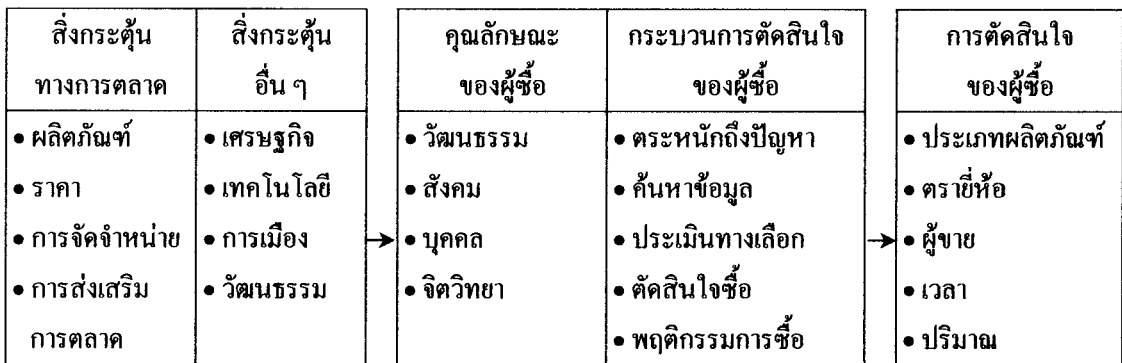 สิ่งกระตุ้น
ทางการตลาด
• ผลิตภัณฑ์
• ราคา
• การจัดจำหน่าย
• การส่งเสริม
การตลาด
สิ่งกระตุ้น
อื่น ๆ
• เศรษฐกิจ
• เทคโนโลยี
• การเมือง
• วัฒนธรรม
คุณลักษณะ
ของผู้ซื้อ
• วัฒนธรรม
• สังคม
• บุคคล
• จิตวิทยา
กระบวนการตัดสินใจ
ของผู้ซื้อ
• ตระหนักถึงปัญหา
• ค้นหาข้อมูล
• ประเมินทางเลือก
• ตัดสินใจซื้อ
• พฤติกรรมการซื้อ
การตัดสินใจ
ของผู้ซื้อ
• ประเภทผลิตภัณฑ์
• ตรายี่ห้อ
• ผู้ขาย
• เวลา
• ปริมาณ